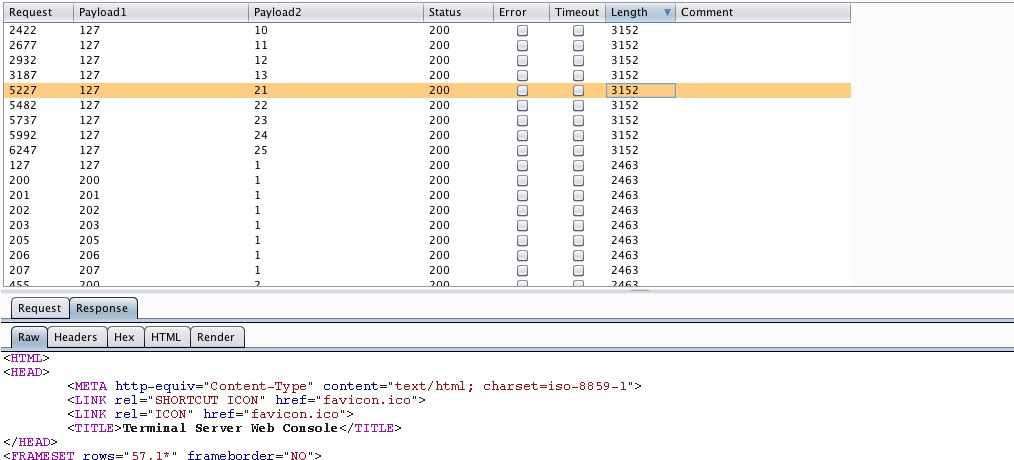 Request Payload1 Payload2 Status Error Timeout Length Comment
2422 127 10 200 3152
2677 127 11 200 3152
2932 127 12 200 3152
3187 127 13 200 3152
5227 127 21 200 3152
5482 127 22 200 3152
5737 127 23 200 3152
5992 127 24 200 3152
6247 127 25 200 3152
127 127 1 200 2463
200 200 1 200 2463
201 201 1 200 2463
202 202 1 200 2463
203 203 1 200 2463
205 205 1 200 2463
206 206 1 200 2463
207 207 1 200 2463
455 200 2 200 2463
Request Response
Raw Headers Hex HTML Render
<HTML>
<HEAD>
<META http-equiv="Content-Type" content="text/html; charset=iso-8859-1">
<LINK rel="SHORTCUT ICON" href="favicon.ico">
<LINK rel="ICON" href="favicon.ico">
<TITLE>Terminal Server Web Console</TITLE>
</HEAD>
<FRAMESET rows="57,1*" frameborder="NO">